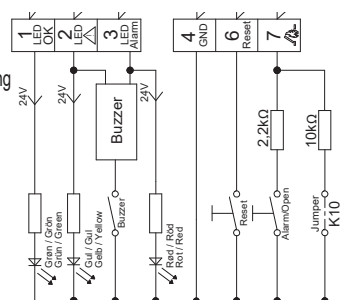 1
LED
OK
2
LED
3
LED
Alarm
4
GND
6
Reset
7
ng
24V
24V
24V
Buzzer
2,2kΩ
10kΩ
Grøn / Grön
Grün / Green
Gul / Gul
Gelb / Yellow
Buzzer
Rød / Röd
Rot / Red
Reset
Alarm/Open
Jumper
K10